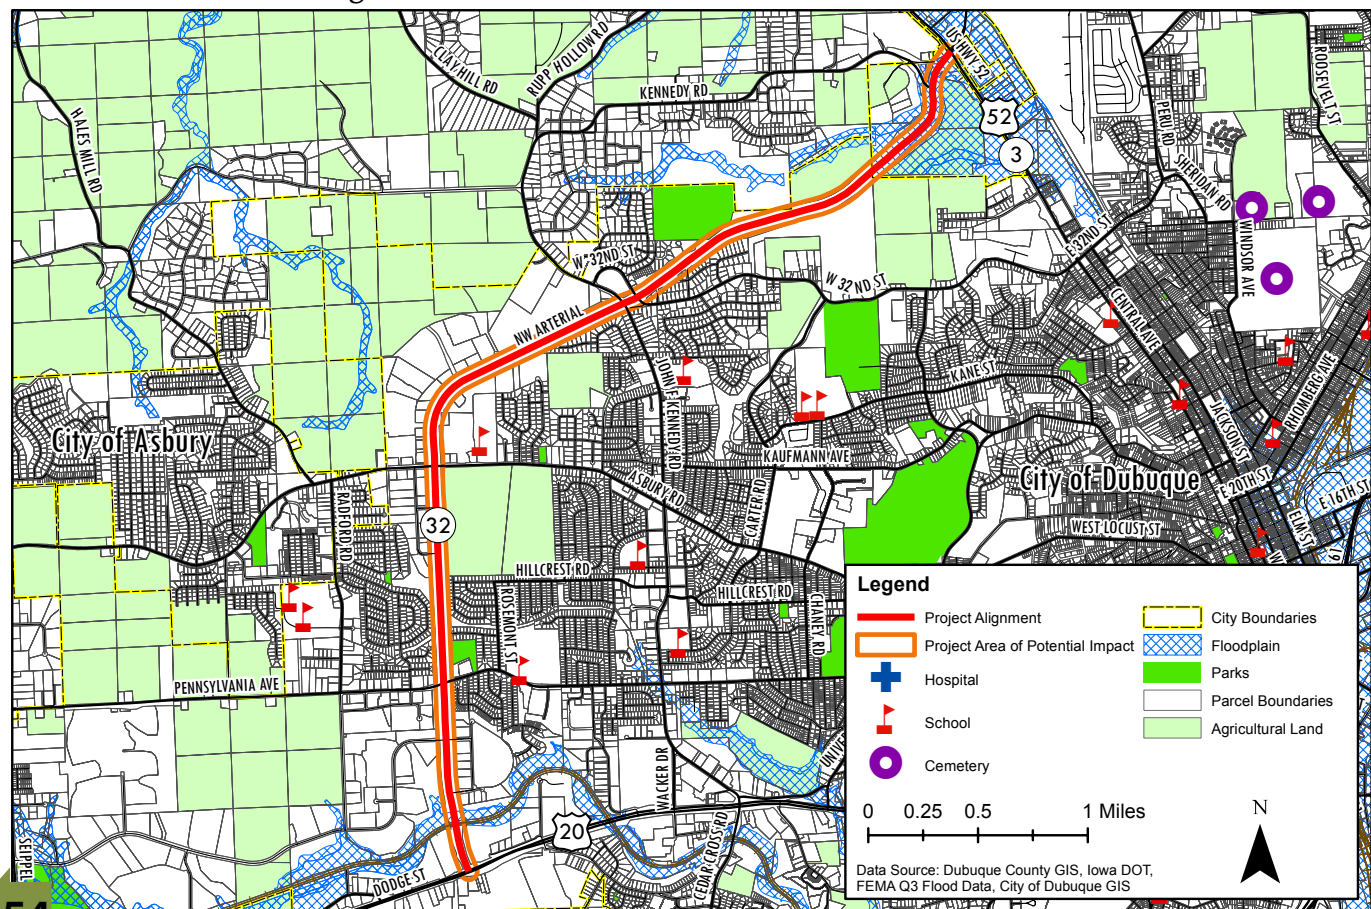 CLAY HILL RD
RUPP HOLLOW RD
US HWY 52
ROOSEVELT ST
KENNEDY RD
HALES MILL RD
PERU RD
52
3
SHERIDAN RD
WINDSOR AVE
E 32ND ST
W 32ND ST
W 32ND ST
NW ARTERIAL
CENTRAL AVE
JOHN F KENNEDY RD
KANE ST
RHOMBERG AVE
JACKSON ST
City of Asbury
KAUFMANN AVE
City of Dubuque
E 20TH ST
ASBURY RD
CARTER RD
RADFORD RD
E 16TH ST
ELM ST
WEST LOCUST ST
32
HILLCREST RD
HILLCREST RD
ROSEMONT ST
CHANEY RD
PENNSYLVANIA AVE
WACKER DR
20
CEDAR CROSS RD
DODGE ST
SEIPPEL
54
Legend
Project Alignment
Project Area of Potential Impact
Hospital
School
Cemetery
City Boundaries
Floodplain
Parks
Parcel Boundaries
Agricultural Land
0 0.25 0.5 1 Miles
N
Data Source: Dubuque County GIS, Iowa DOT,
FEMA Q3 Flood Data, City of Dubuque GIS